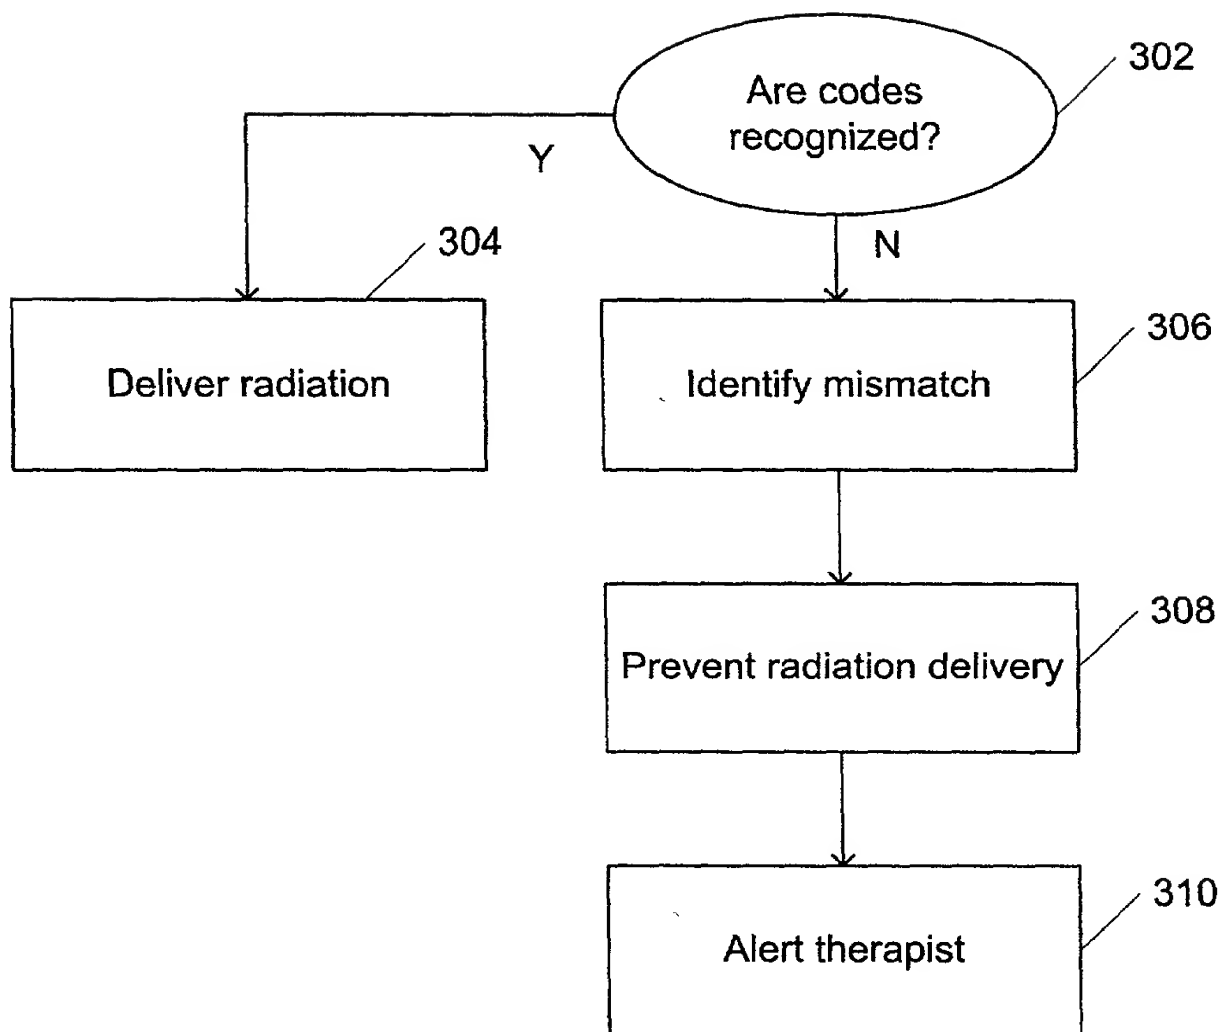 302
Are codes
recognized?
Y
N
304
Deliver radiation
306
Identify mismatch
308
Prevent radiation delivery
310
Alert therapist